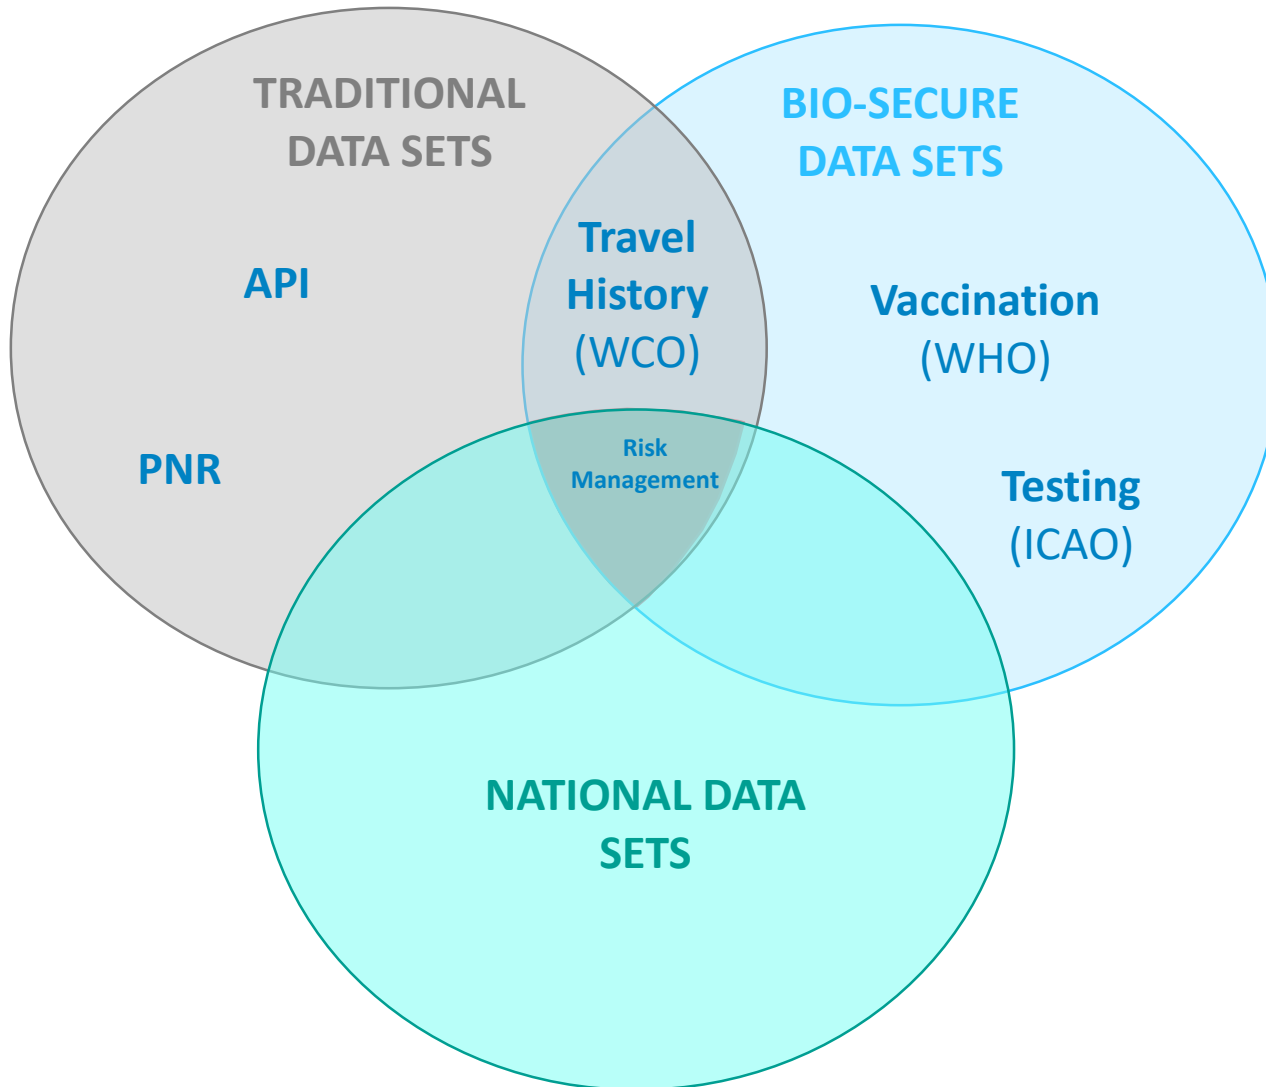 TRADITIONAL
DATA SETS
API
PNR
Travel
History
(WCO)
Risk
Management
BIO-SECURE
DATA SETS
Vaccination
(WHO)
Testing
(ICAO)
NATIONAL DATA
SETS